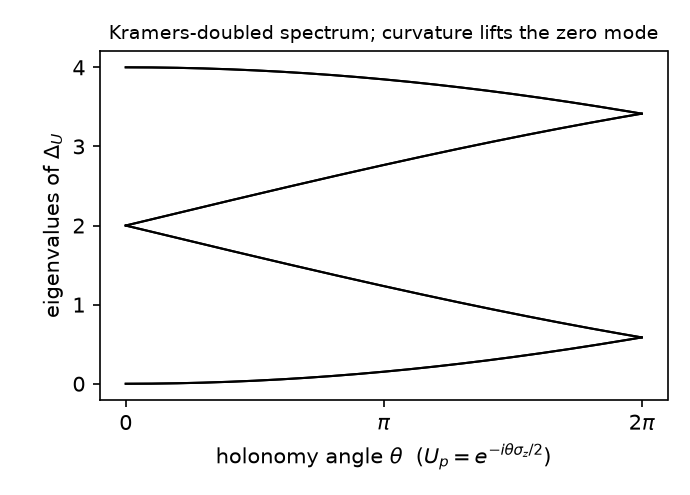 Kramers-doubled spectrum; curvature lifts the zero mode
eigenvalues of Δ_U
4
3
2
1
0
0
π
2π
holonomy angle θ (U_p = e^{-iθσ_z/2})